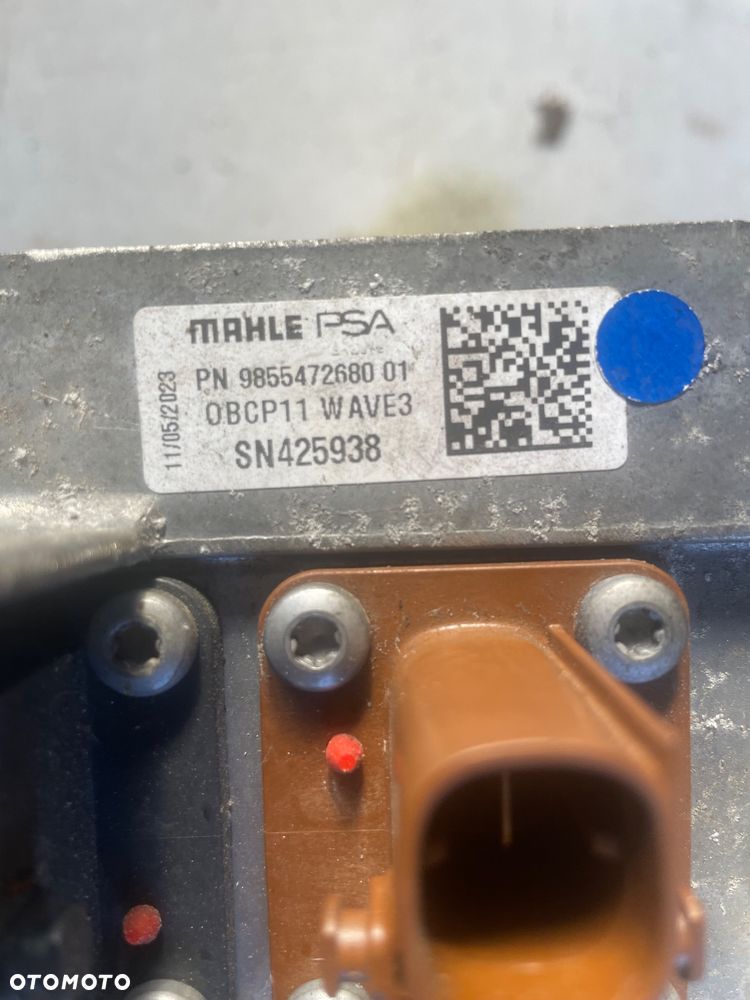 MAHLE PSA
PN 9855472680 01
OBCP11 WAVE3
SN425938
11/05/2023
OTOMOTO